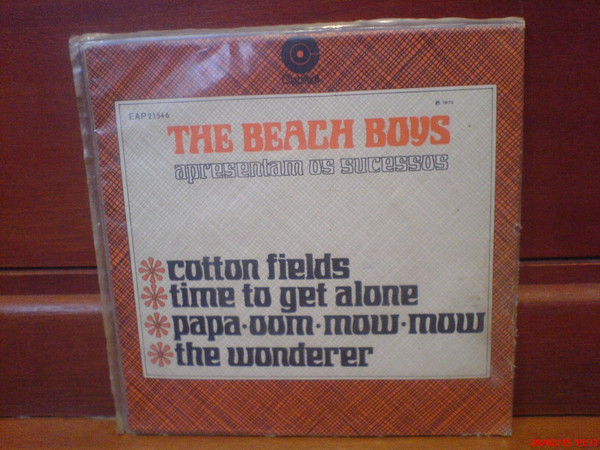 Capitol
EAP 21546
THE BEACH BOYS
apresentam os sucessos
cotton fields
time to get alone
papa·oom·mow·mow
the wonderer